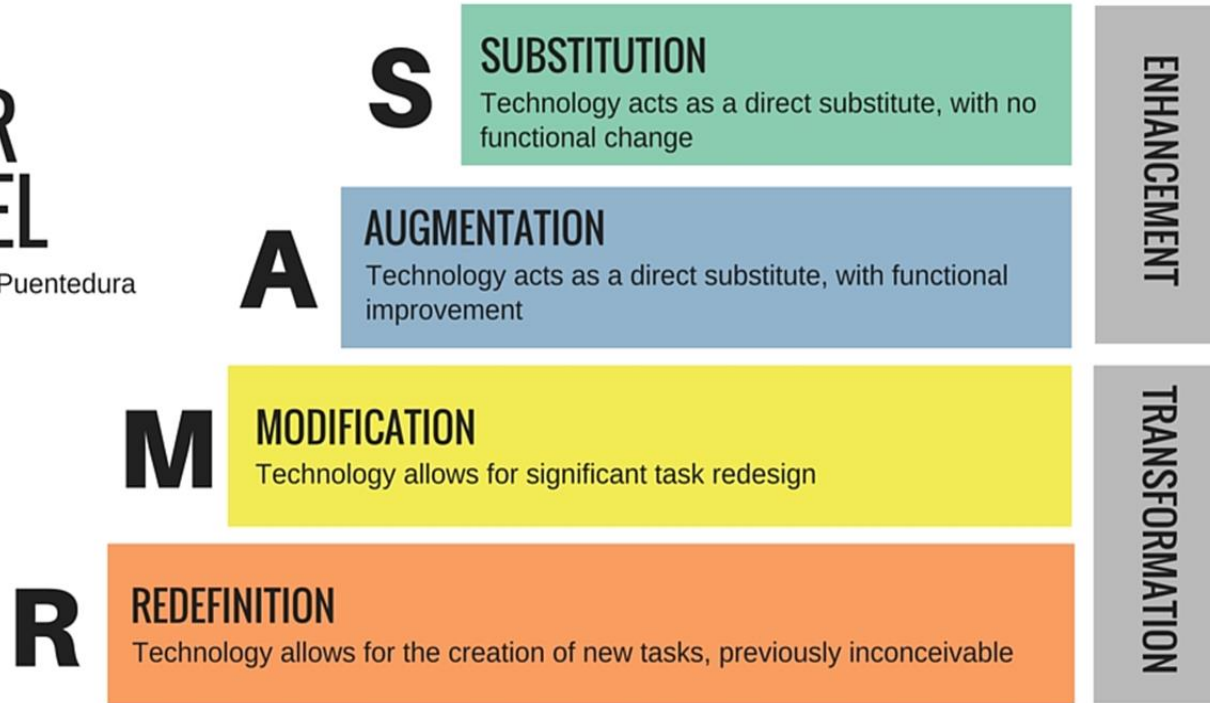 R
EL
Puentedura
S
SUBSTITUTION
Technology acts as a direct substitute, with no
functional change
A
AUGMENTATION
Technology acts as a direct substitute, with functional
improvement
M
MODIFICATION
Technology allows for significant task redesign
R
REDEFINITION
Technology allows for the creation of new tasks, previously inconceivable
ENHANCEMENT
TRANSFORMATION